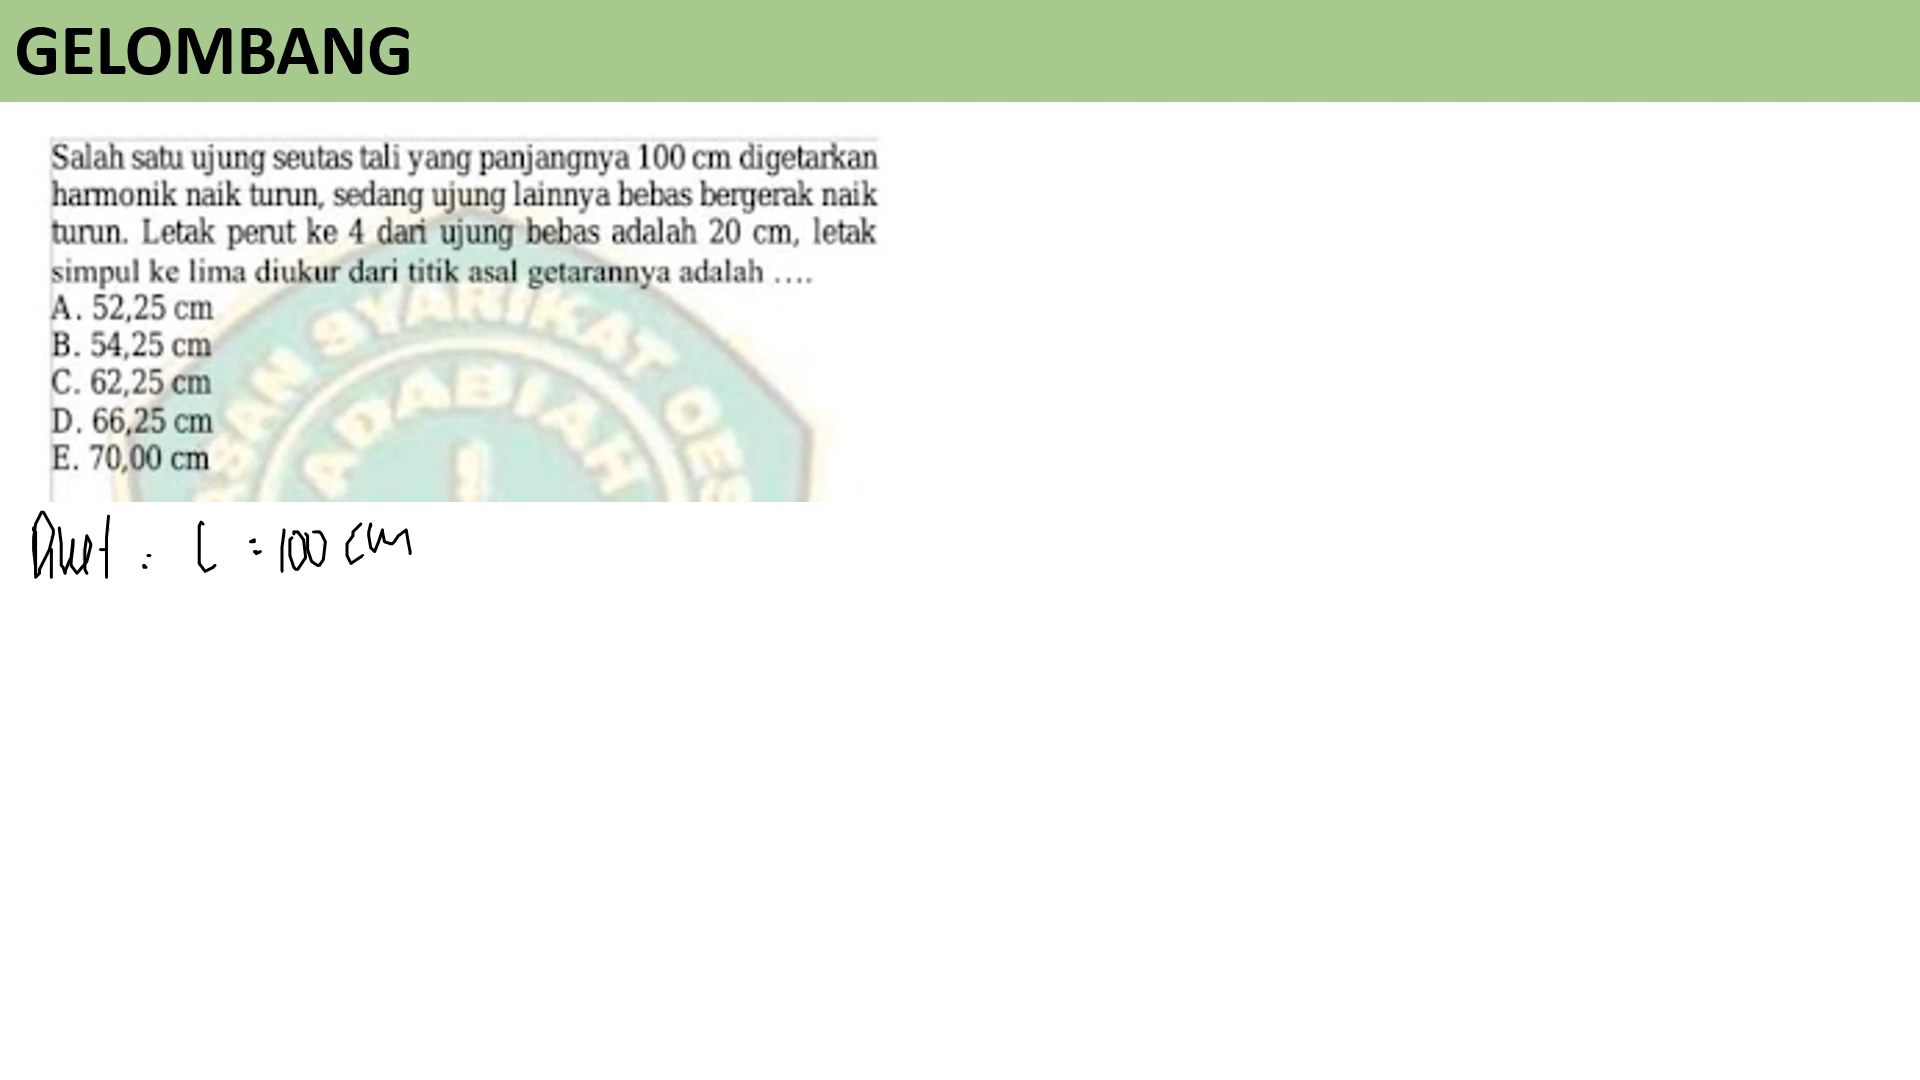 GELOMBANG
Salah satu ujung seutas tali yang panjangnya 100 cm digetarkan
harmonik naik turun, sedang ujung lainnya bebas bergerak naik
turun. Letak perut ke 4 dari ujung bebas adalah 20 cm, letak
simpul ke lima diukur dari titik asal getarannya adalah ....
A. 52,25 cm
B. 54,25 cm
C. 62,25 cm
D. 66,25 cm
E. 70,00 cm
SYARIKAT OES
ADABIAH
Diket : L = 100 cm